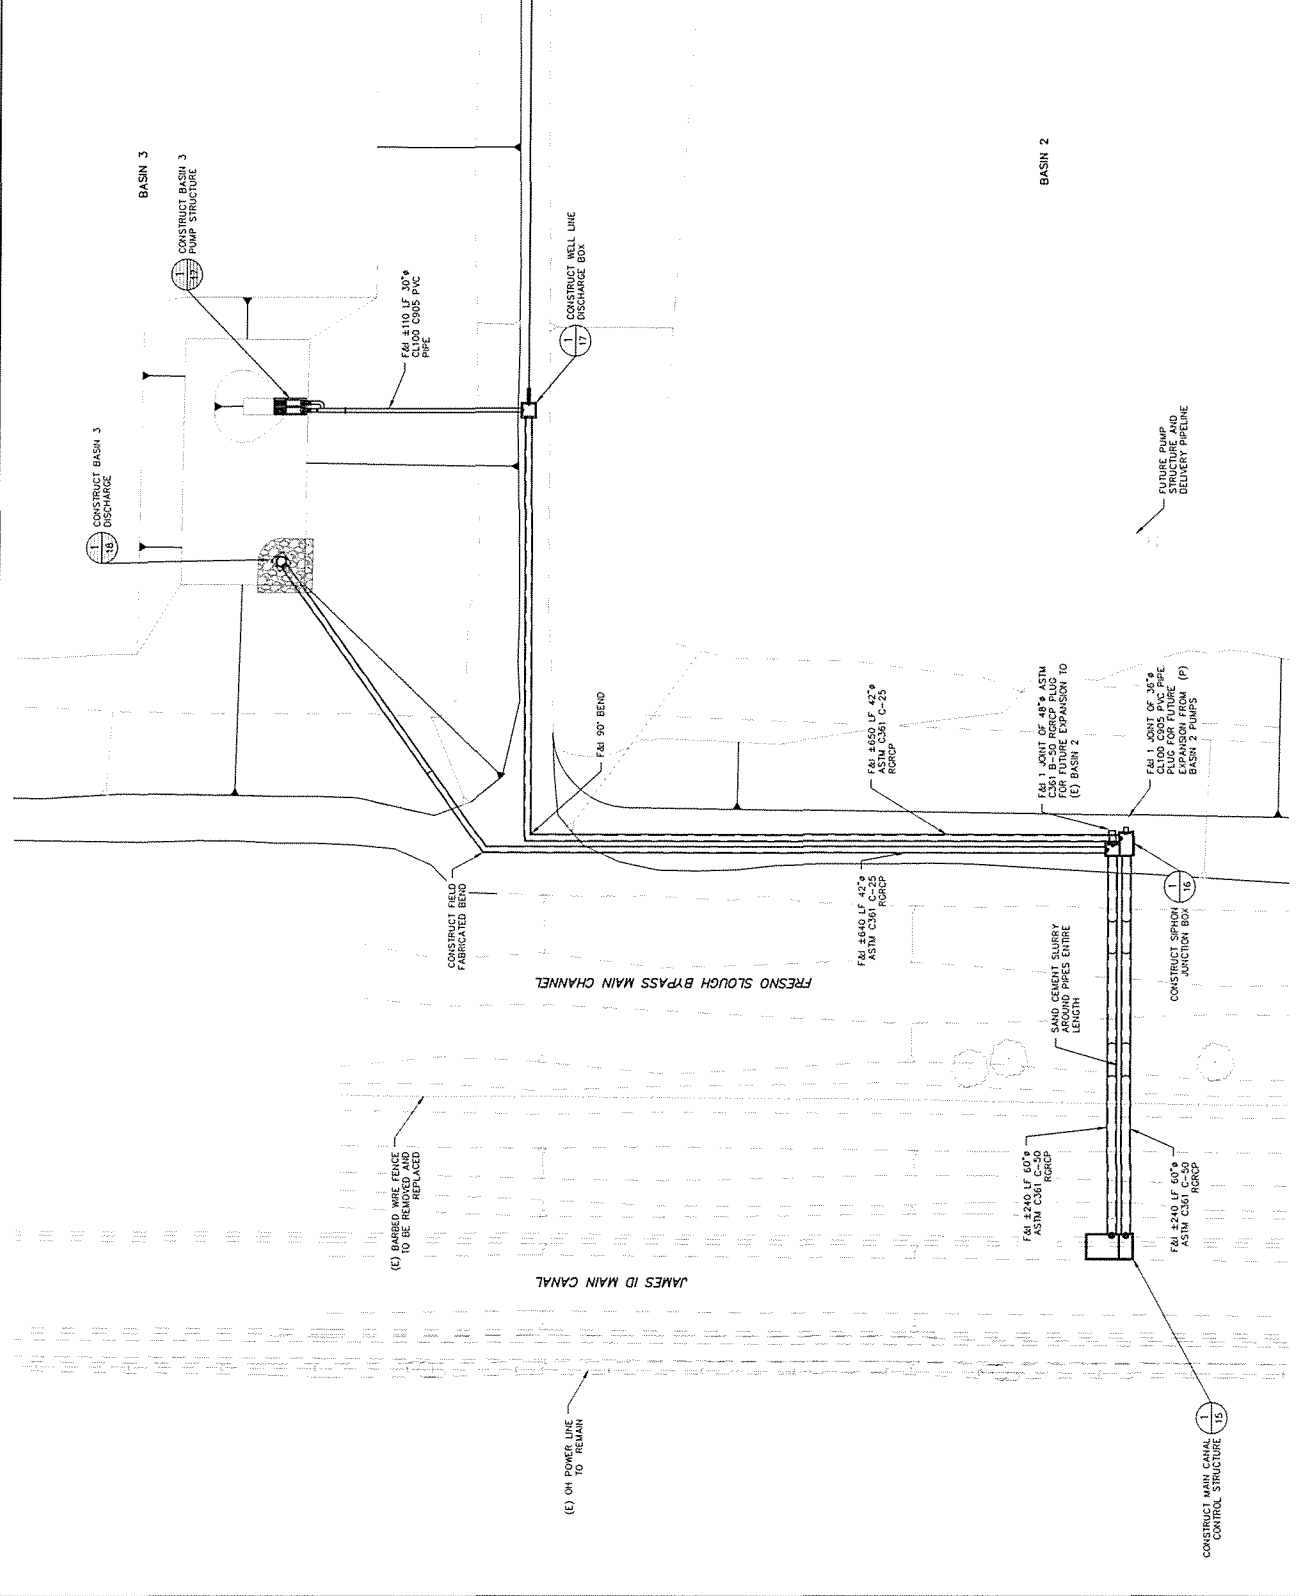 BASIN 3
CONSTRUCT BASIN 3
PUMP STRUCTURE
CONSTRUCT BASIN 3
DISCHARGE
1
18
F&I ±110 LF 30"ø
CL100 C905 PVC
PIPE
1
17
CONSTRUCT WELL LINE
DISCHARGE BOX
BASIN 2
FUTURE PUMP
STRUCTURE AND
DELIVERY PIPELINE
F&I 90° BEND
F&I ±650 LF 42"ø
ASTM C361 C-25
RGRCP
F&I 1 JOINT OF 48"ø ASTM
C361 B-50 RGRCP PLUG
FOR FUTURE EXPANSION TO
(E) BASIN 2
F&I 1 JOINT OF 36"ø
CL100 C905 PVC PIPE.
PLUG FOR FUTURE
EXPANSION FROM (P)
BASIN 2 PUMPS
CONSTRUCT FIELD
FABRICATED BEND
F&I ±640 LF 42"ø
ASTM C361 C-25
RGRCP
CONSTRUCT SIPHON
JUNCTION BOX
1
16
FRESNO SLOUGH BYPASS MAIN CHANNEL
SAND CEMENT SLURRY
AROUND PIPES ENTIRE
LENGTH
(E) BARBED WIRE FENCE
TO BE REMOVED AND
REPLACED
F&I ±240 LF 60"ø
ASTM C361 C-50
RGRCP
F&I ±240 LF 60"ø
ASTM C361 C-50
RGRCP
JAMES ID MAIN CANAL
(E) OH POWER LINE
TO REMAIN
CONSTRUCT MAIN CANAL
CONTROL STRUCTURE
1
15